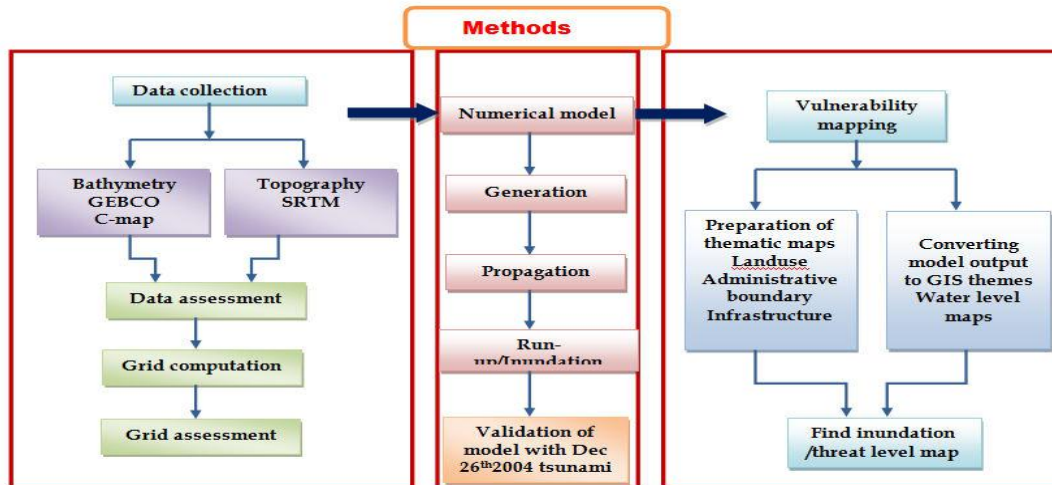 Methods
Data collection
Bathymetry
GEBCO
C-map
Topography
SRTM
Data assessment
Grid computation
Grid assessment
Numerical model
Generation
Propagation
Run-
up/Inundation
Validation of
model with Dec
26th2004 tsunami
Vulnerability
mapping
Preparation of
thematic maps
Landuse
Administrative
boundary
Infrastructure
Converting
model output
to GIS themes
Water level
maps
Find inundation
/threat level map